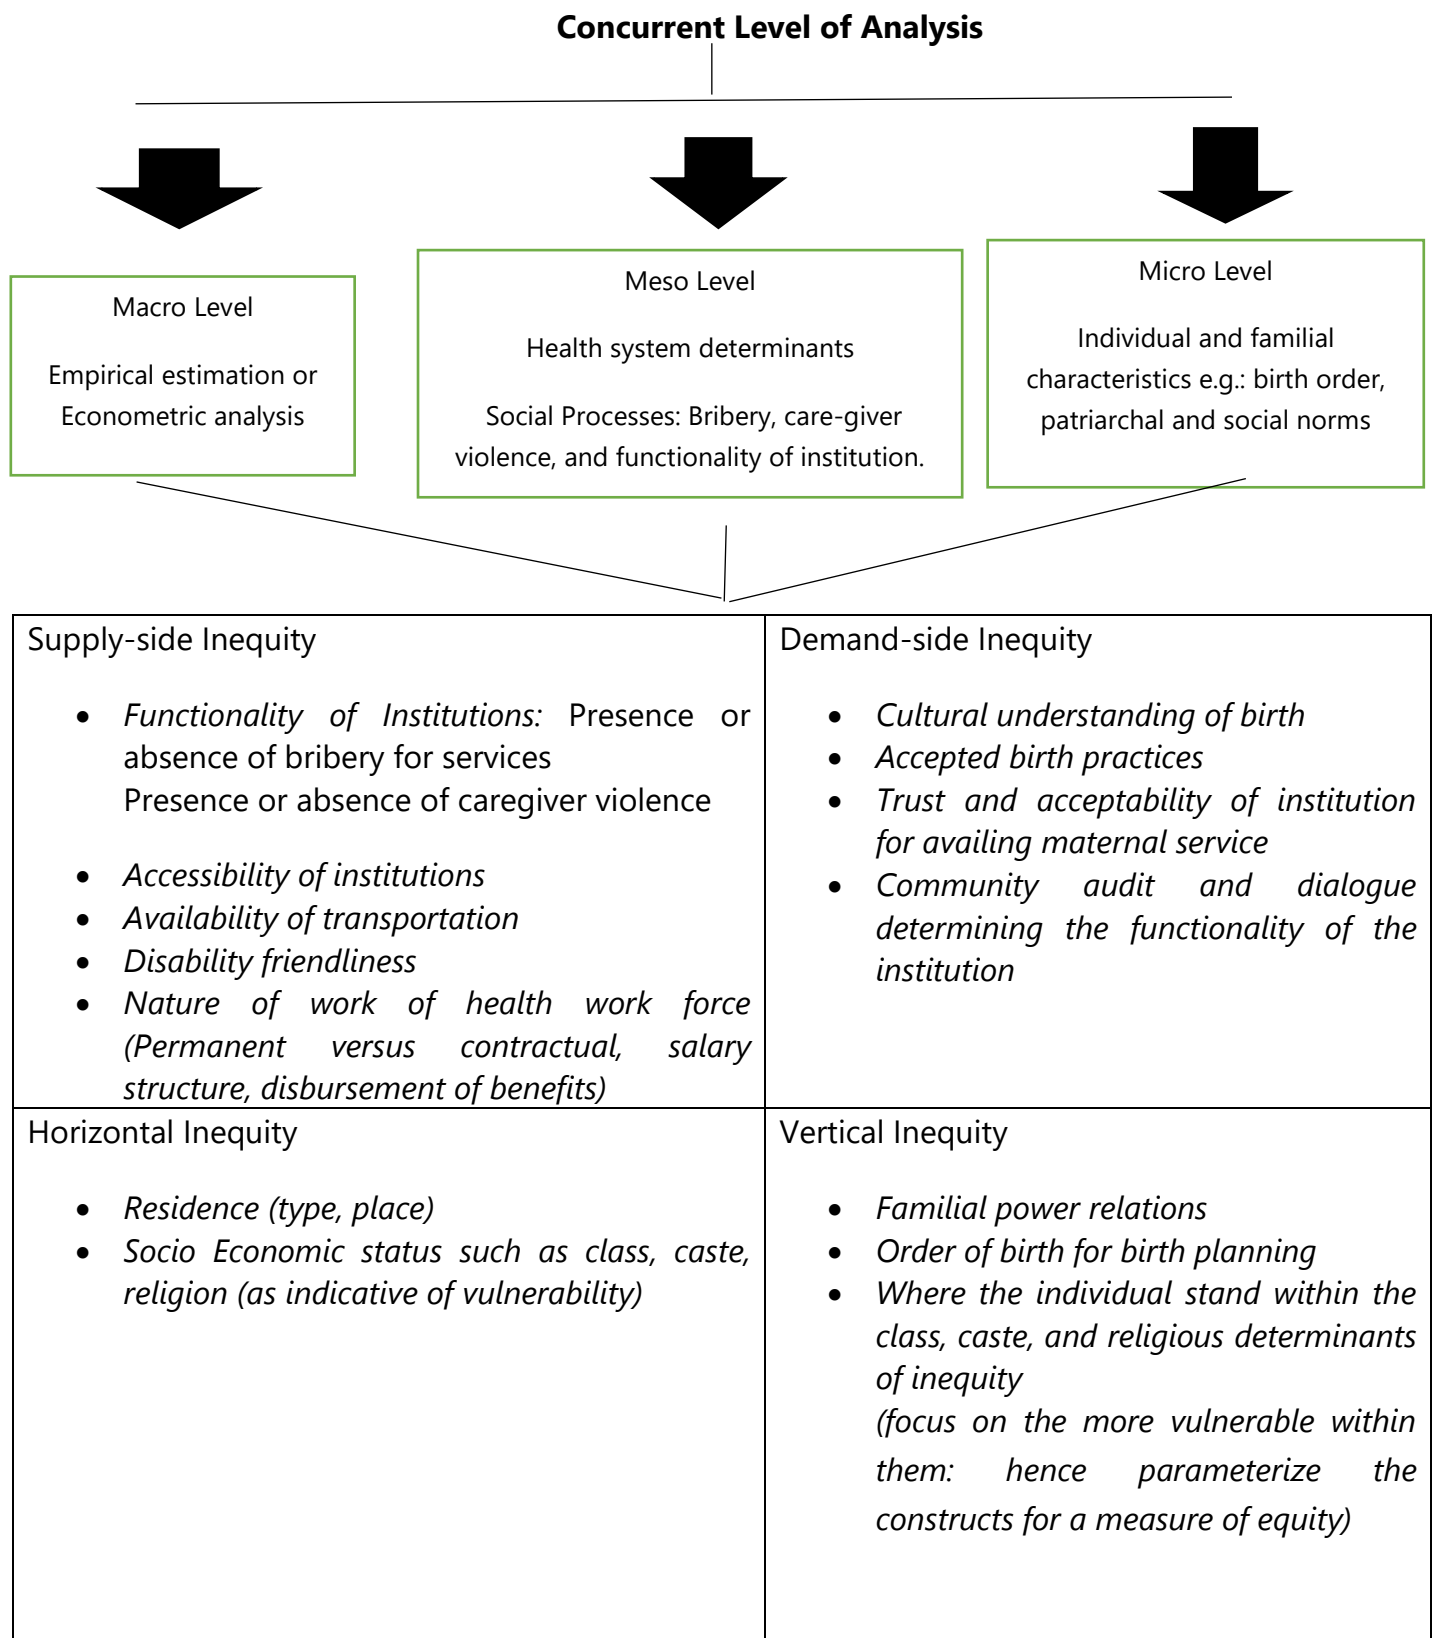 Concurrent Level of Analysis
Macro Level
Empirical estimation or
Econometric analysis
Meso Level
Health system determinants
Social Processes: Bribery, care-giver
violence, and functionality of institution.
Micro Level
Individual and familial
characteristics e.g.: birth order,
patriarchal and social norms
Supply-side Inequity
• Functionality of Institutions: Presence or
absence of bribery for services
Presence or absence of caregiver violence
• Accessibility of institutions
• Availability of transportation
• Disability friendliness
• Nature of work of health work force
(Permanent versus contractual, salary
structure, disbursement of benefits)
Demand-side Inequity
• Cultural understanding of birth
• Accepted birth practices
• Trust and acceptability of institution
for availing maternal service
• Community audit and dialogue
determining the functionality of the
institution
Horizontal Inequity
• Residence (type, place)
• Socio Economic status such as class, caste,
religion (as indicative of vulnerability)
Vertical Inequity
• Familial power relations
• Order of birth for birth planning
• Where the individual stand within the
class, caste, and religious determinants
of inequity
(focus on the more vulnerable within
them: hence parameterize the
constructs for a measure of equity)